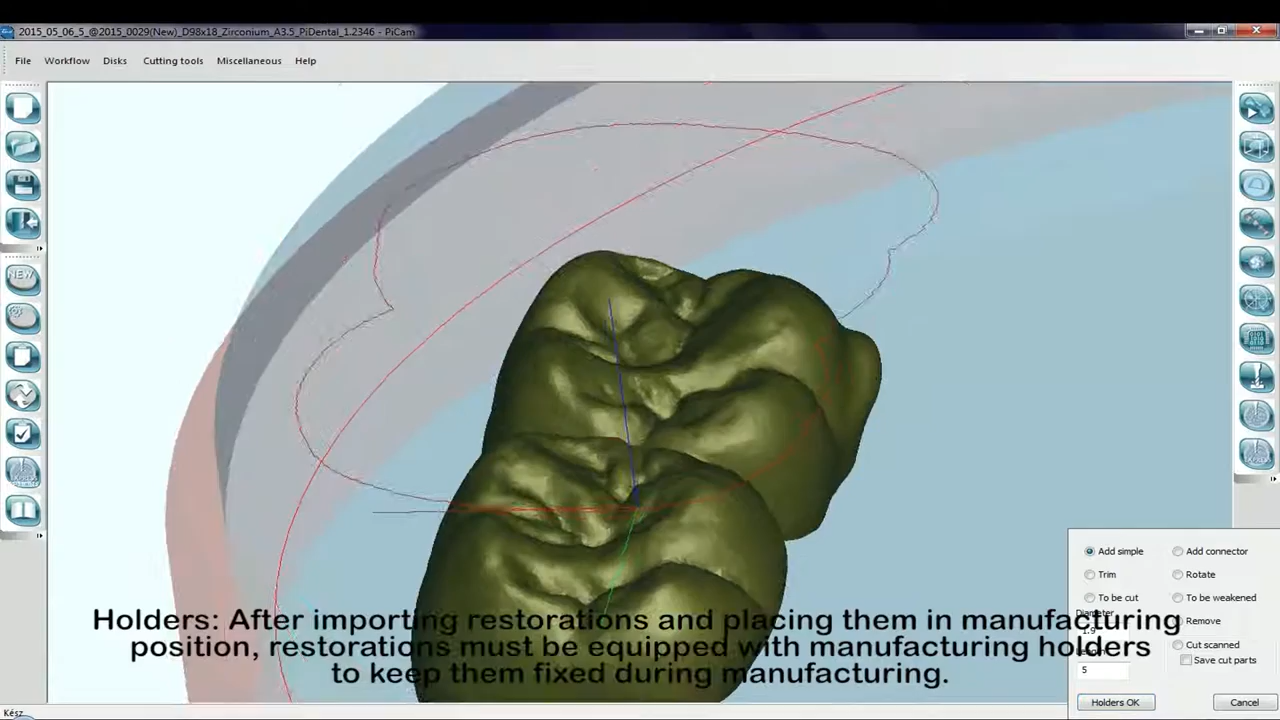 2015_05_06_5_@2015_0029(New)_D98x18_Zirconium_A3.5_PiDental_1.2346 - PiCam
File Workflow Disks Cutting tools Miscellaneous Help
NEW
Add simple Add connector
Trim Rotate
To be cut To be weakened
Diameter
Remove
Cut scanned
Save cut parts
5
Holders OK Cancel
Holders: After importing restorations and placing them in manufacturing
position, restorations must be equipped with manufacturing holders
to keep them fixed during manufacturing.
Kész